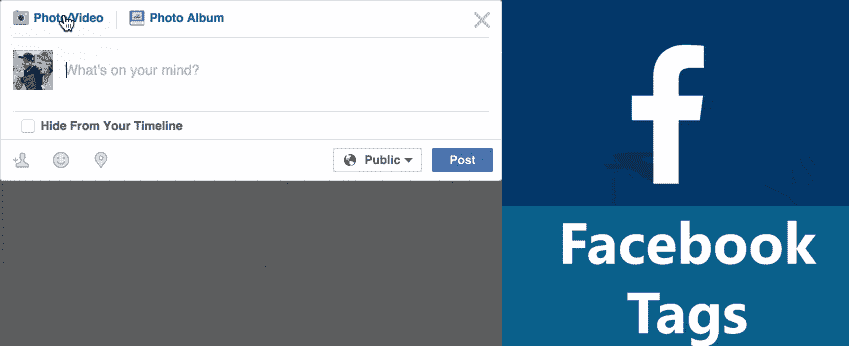 Photo/Video
Photo Album
What's on your mind?
Hide From Your Timeline
Public
Post
f
Facebook
Tags